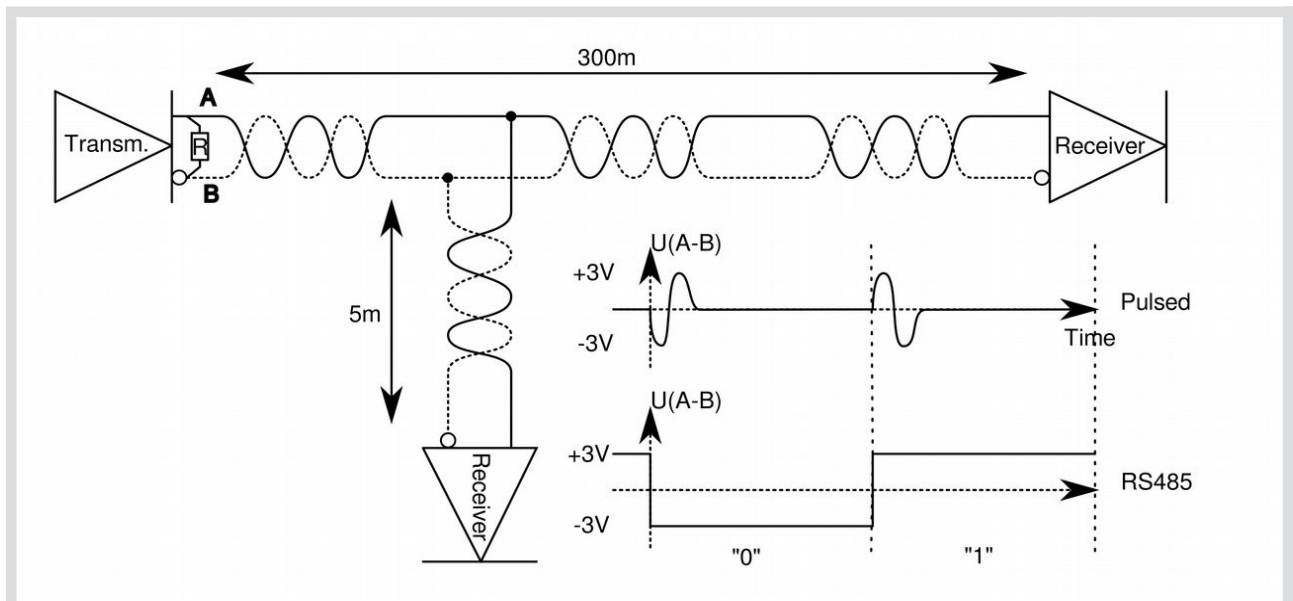 300m
A
Transm.
R
B
Receiver
5m
Receiver
U(A-B)
+3V
-3V
Pulsed
Time
U(A-B)
+3V
-3V
RS485
"0"
"1"